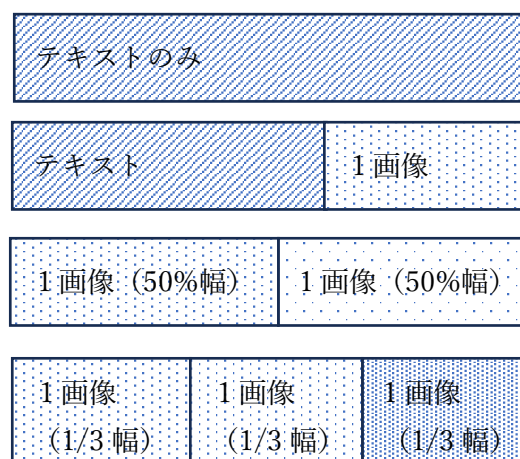 テキストのみ
テキスト
1画像
1画像（50%幅）
1画像（50%幅）
1画像
（1/3 幅）
1画像
（1/3 幅）
1画像
（1/3 幅）